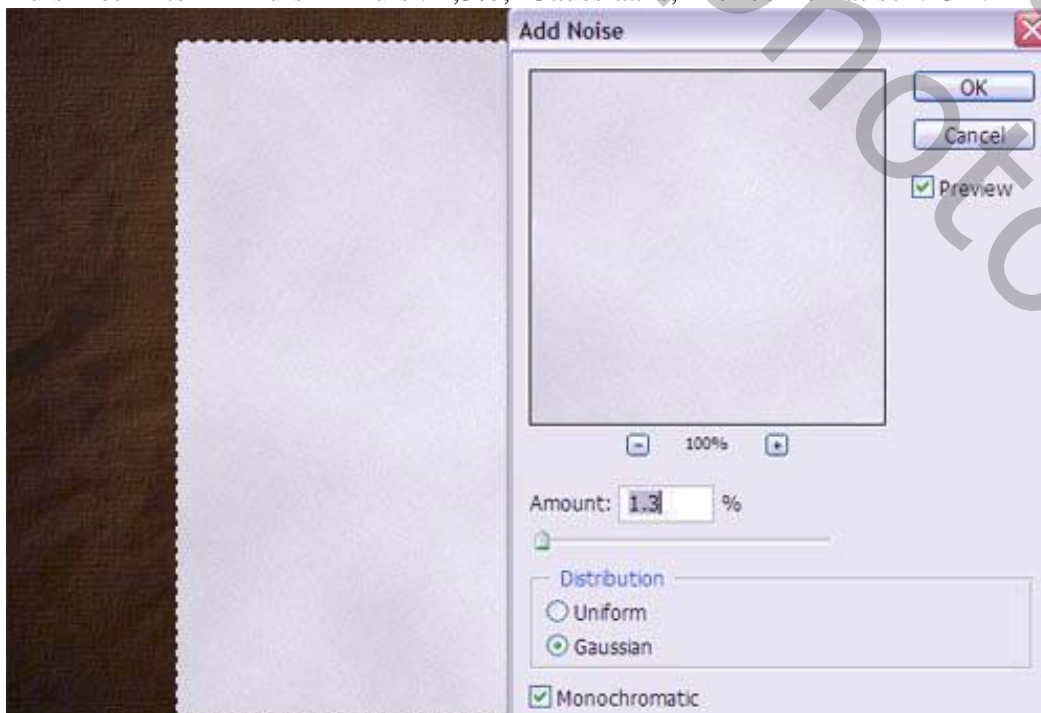 Add Noise
OK
Cancel
Preview
100%
Amount: 1.3 %
Distribution
Uniform
Gaussian
Monochromatic